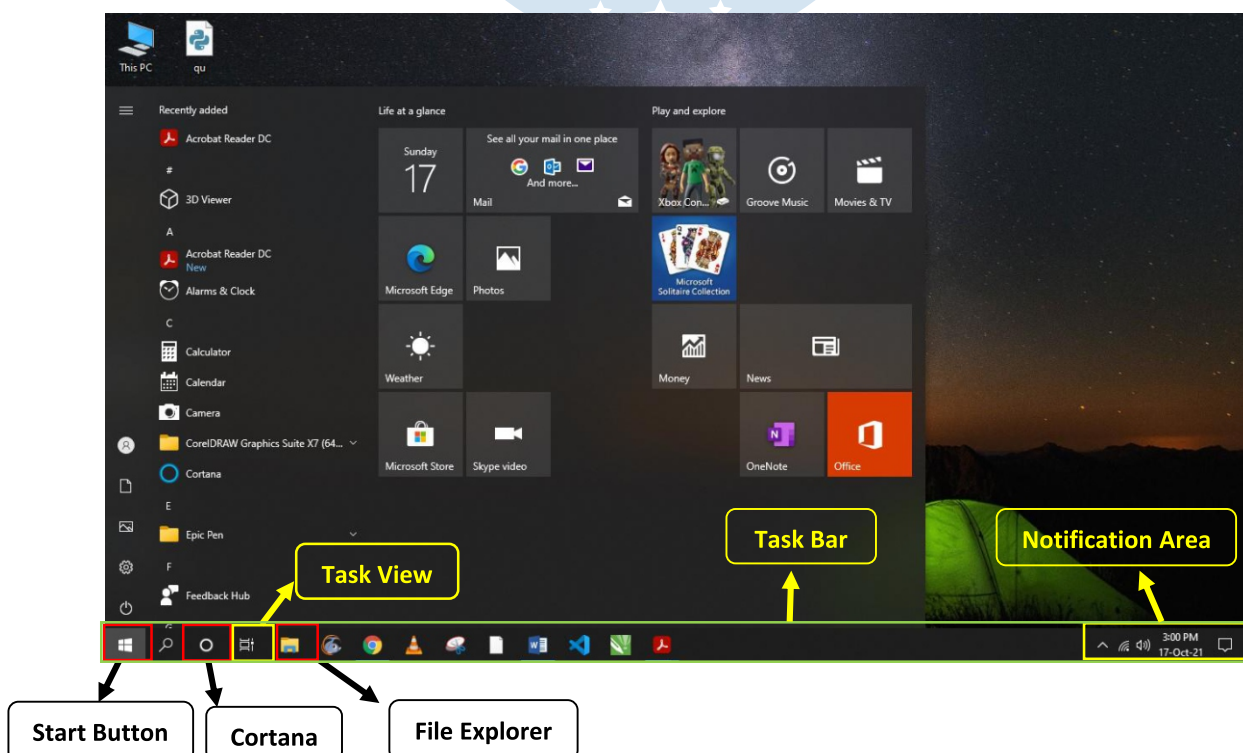 This PC
qu
Recently added
Acrobat Reader DC
#
3D Viewer
A
Acrobat Reader DC
New
Alarms & Clock
C
Calculator
Calendar
Camera
CorelDRAW Graphics Suite X7 (64...
Cortana
E
Epic Pen
F
Feedback Hub
Life at a glance
Sunday
17
See all your mail in one place
And more...
Mail
Microsoft Edge
Photos
Weather
Microsoft Store
Skype video
Play and explore
Xbox Con...
Groove Music
Movies & TV
Microsoft
Solitaire Collection
Money
News
OneNote
Office
Task View
Task Bar
Notification Area
3:00 PM
17-Oct-21
Start Button
Cortana
File Explorer